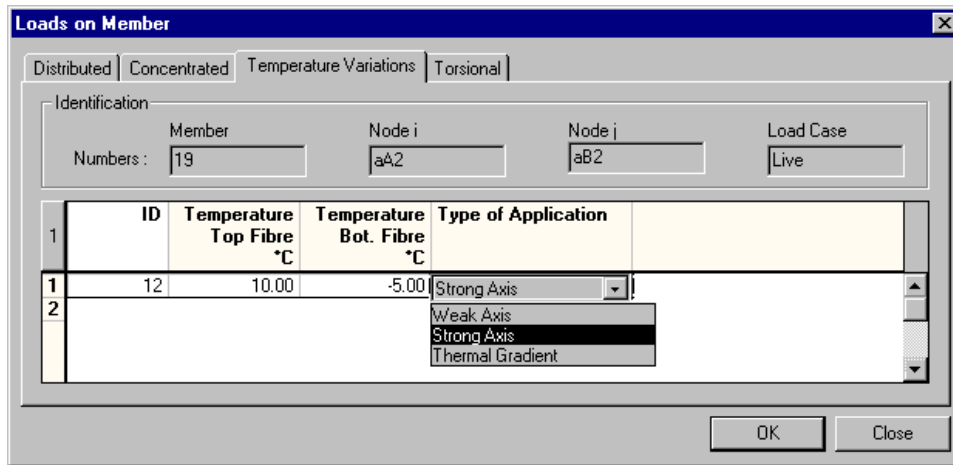 Loads on Member
Distributed Concentrated Temperature Variations Torsional
Identification
Member Node i Node j Load Case
Numbers : 19 aA2 aB2 Live
1 ID Temperature Top Fibre °C Temperature Bot. Fibre °C Type of Application
1 12 10.00 -5.00 Strong Axis
2 Weak Axis
Strong Axis
Thermal Gradient
OK Close